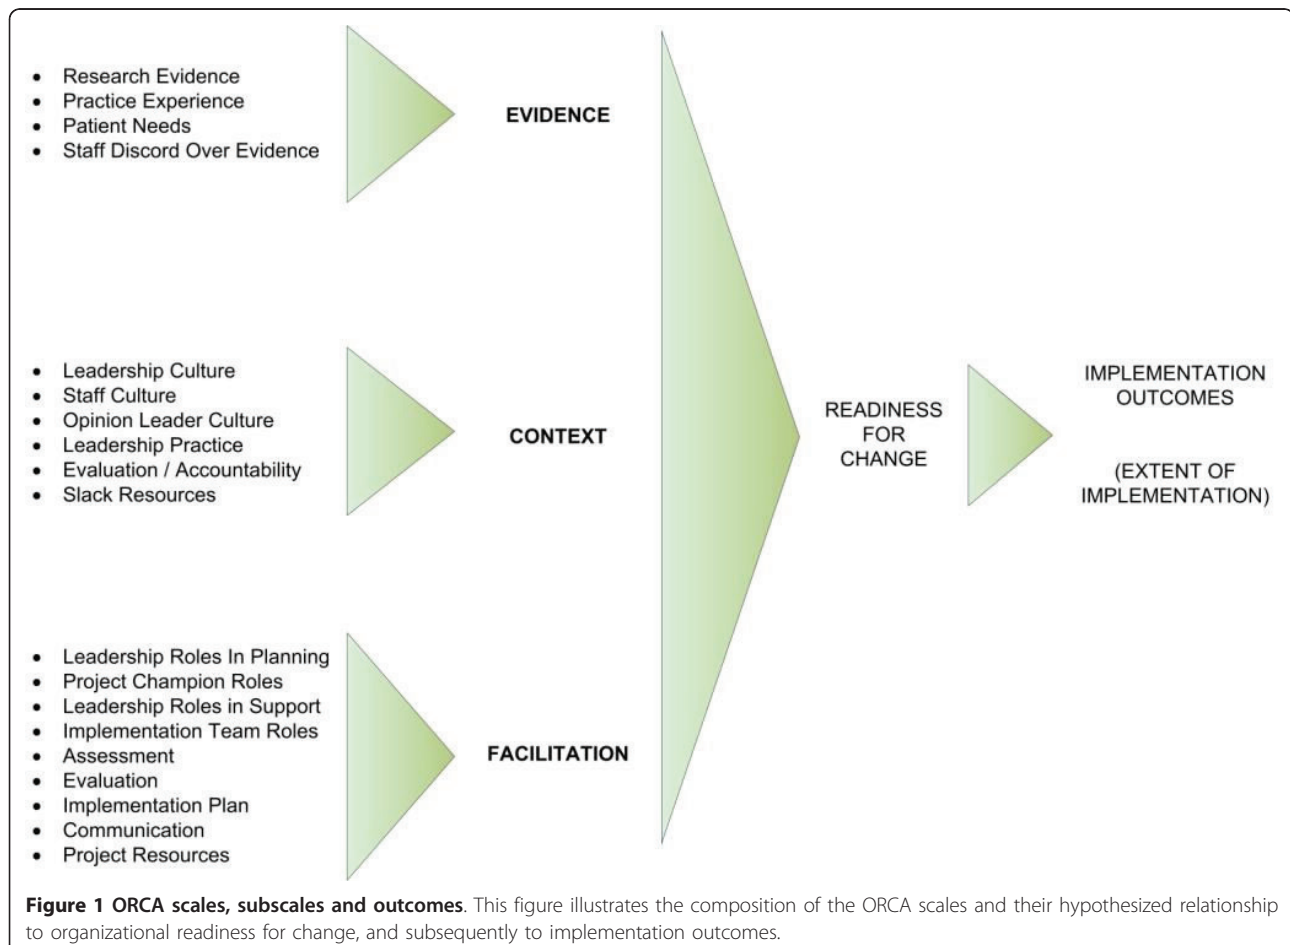 • Research Evidence
• Practice Experience
• Patient Needs
• Staff Discord Over Evidence
EVIDENCE
• Leadership Culture
• Staff Culture
• Opinion Leader Culture
• Leadership Practice
• Evaluation / Accountability
• Slack Resources
CONTEXT
• Leadership Roles In Planning
• Project Champion Roles
• Leadership Roles in Support
• Implementation Team Roles
• Assessment
• Evaluation
• Implementation Plan
• Communication
• Project Resources
FACILITATION
READINESS
FOR
CHANGE
IMPLEMENTATION
OUTCOMES
(EXTENT OF
IMPLEMENTATION)
Figure 1 ORCA scales, subscales and outcomes. This figure illustrates the composition of the ORCA scales and their hypothesized relationship
to organizational readiness for change, and subsequently to implementation outcomes.